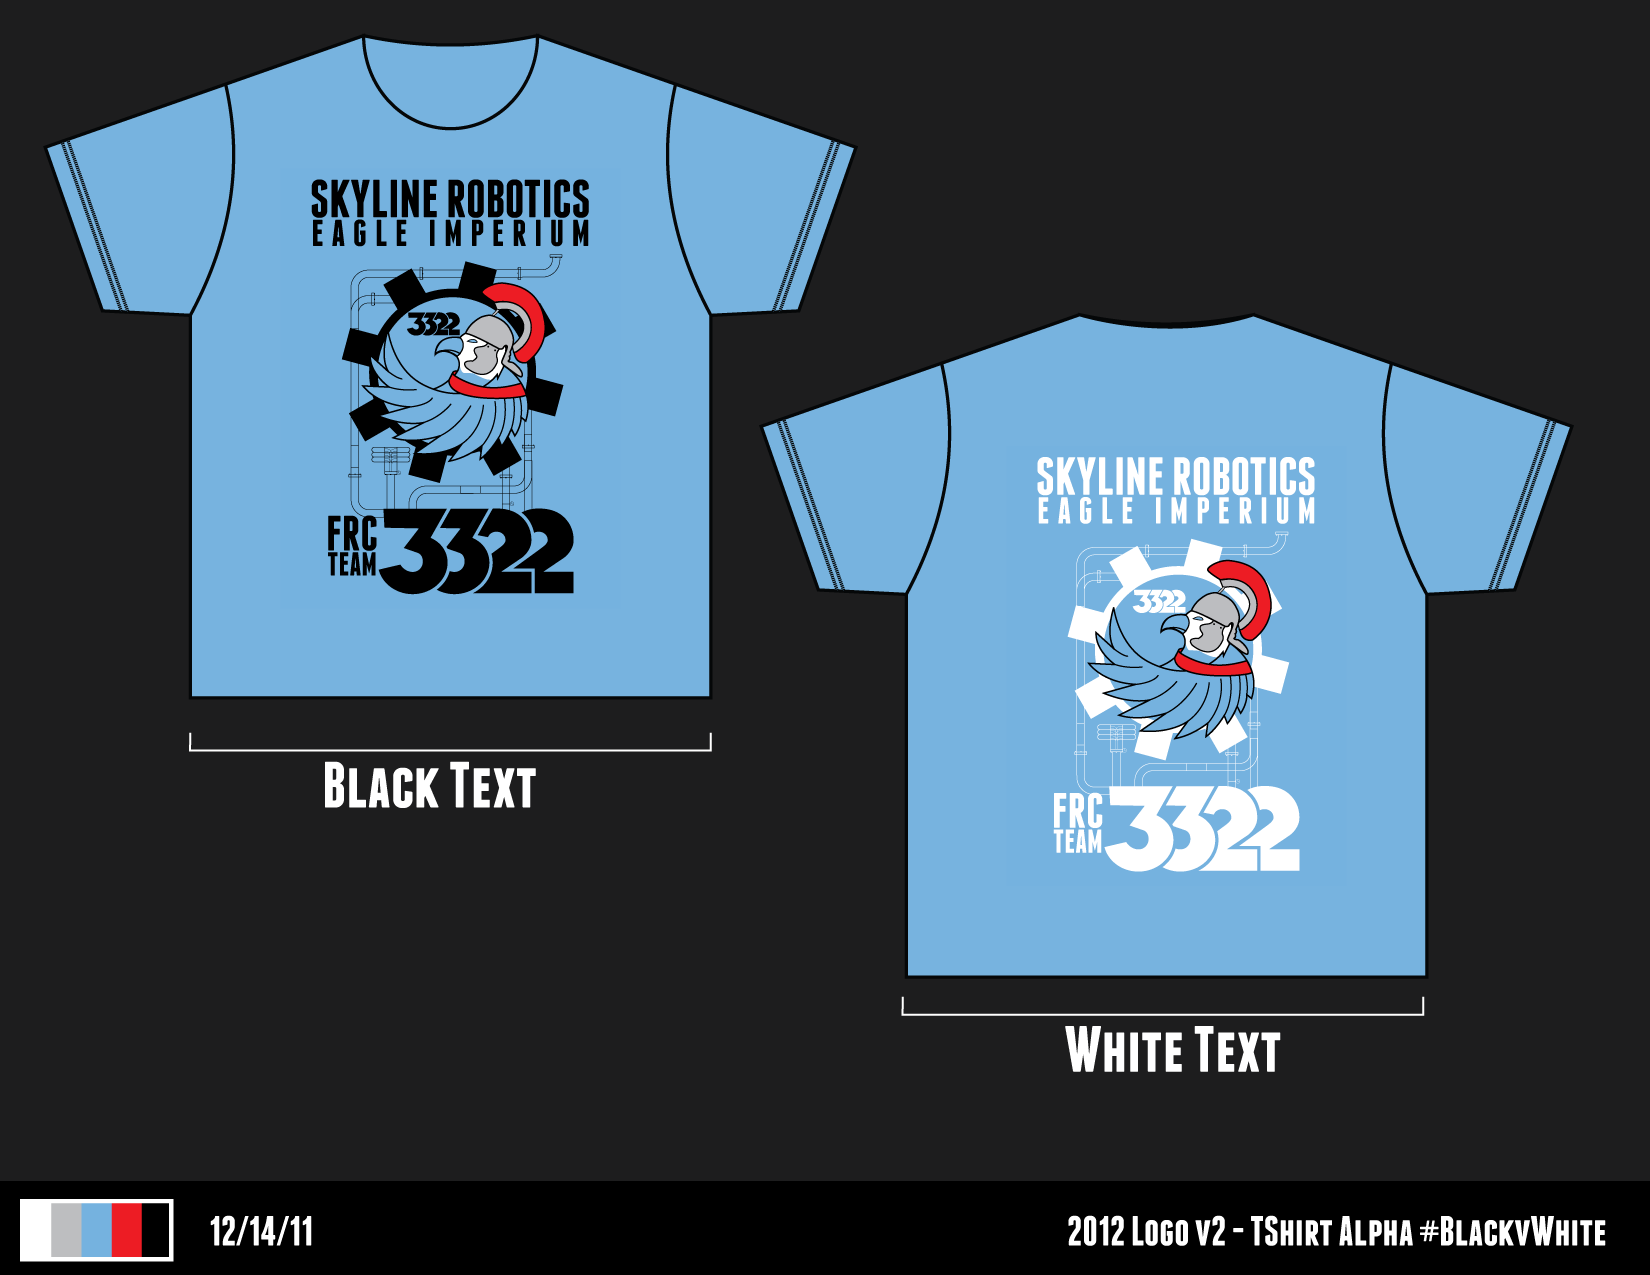 SKYLINE ROBOTICS
EAGLE IMPERIUM
3322
FRC
TEAM
3322
BLACK TEXT
SKYLINE ROBOTICS
EAGLE IMPERIUM
3322
FRC
TEAM
3322
WHITE TEXT
12/14/11
2012 LOGO V2 - TSHIRT ALPHA #BLACKVWHITE